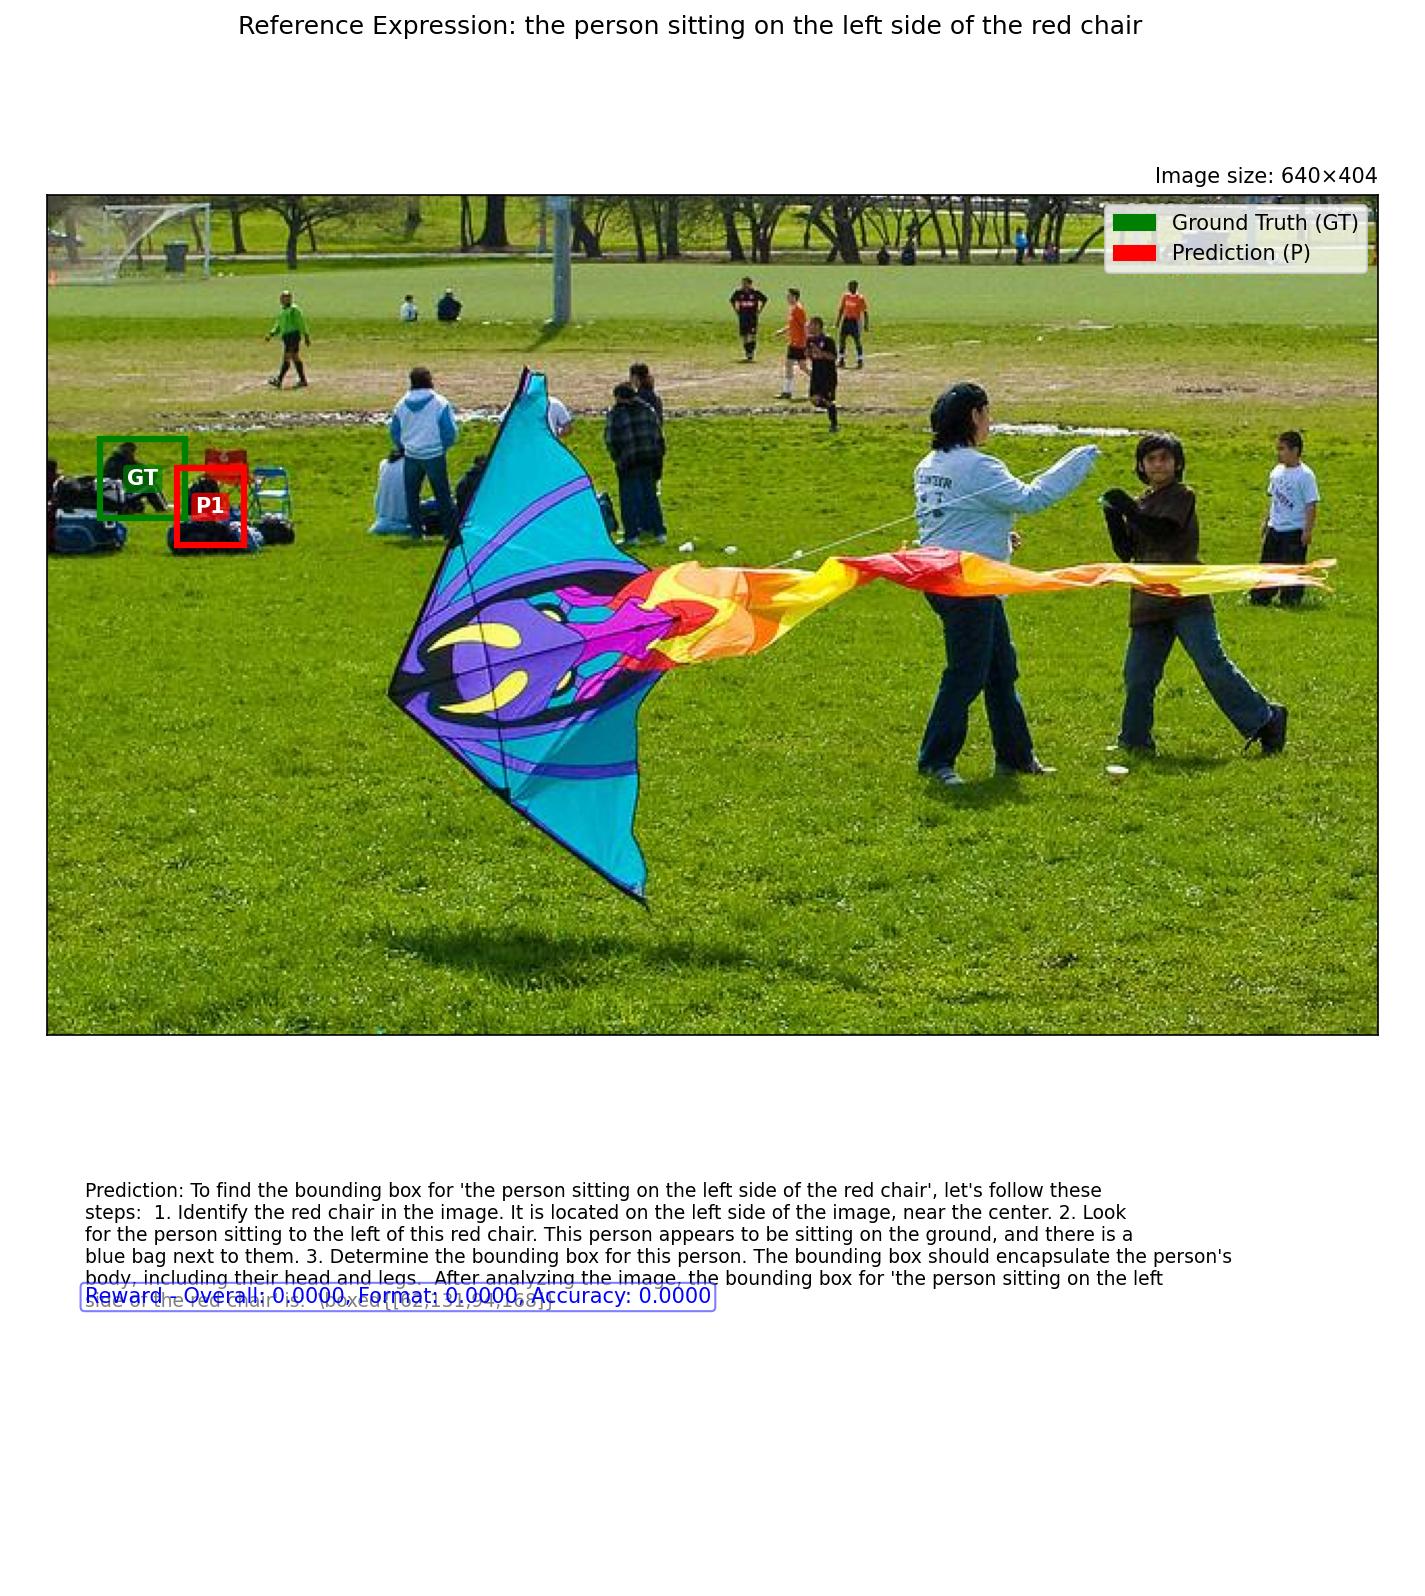 Reference Expression: the person sitting on the left side of the red chair
Image size: 640×404
Ground Truth (GT)
Prediction (P)
GT
P1
Prediction: To find the bounding box for 'the person sitting on the left side of the red chair', let's follow these
steps:  1. Identify the red chair in the image. It is located on the left side of the image, near the center. 2. Look
for the person sitting to the left of this red chair. This person appears to be sitting on the ground, and there is a
blue bag next to them. 3. Determine the bounding box for this person. The bounding box should encapsulate the person's
body, including their head and legs.  After analyzing the image, the bounding box for 'the person sitting on the left
side of the red chair' is:  \boxed{[62,131,94,168]}
Reward - Overall: 0.0000, Format: 0.0000, Accuracy: 0.0000